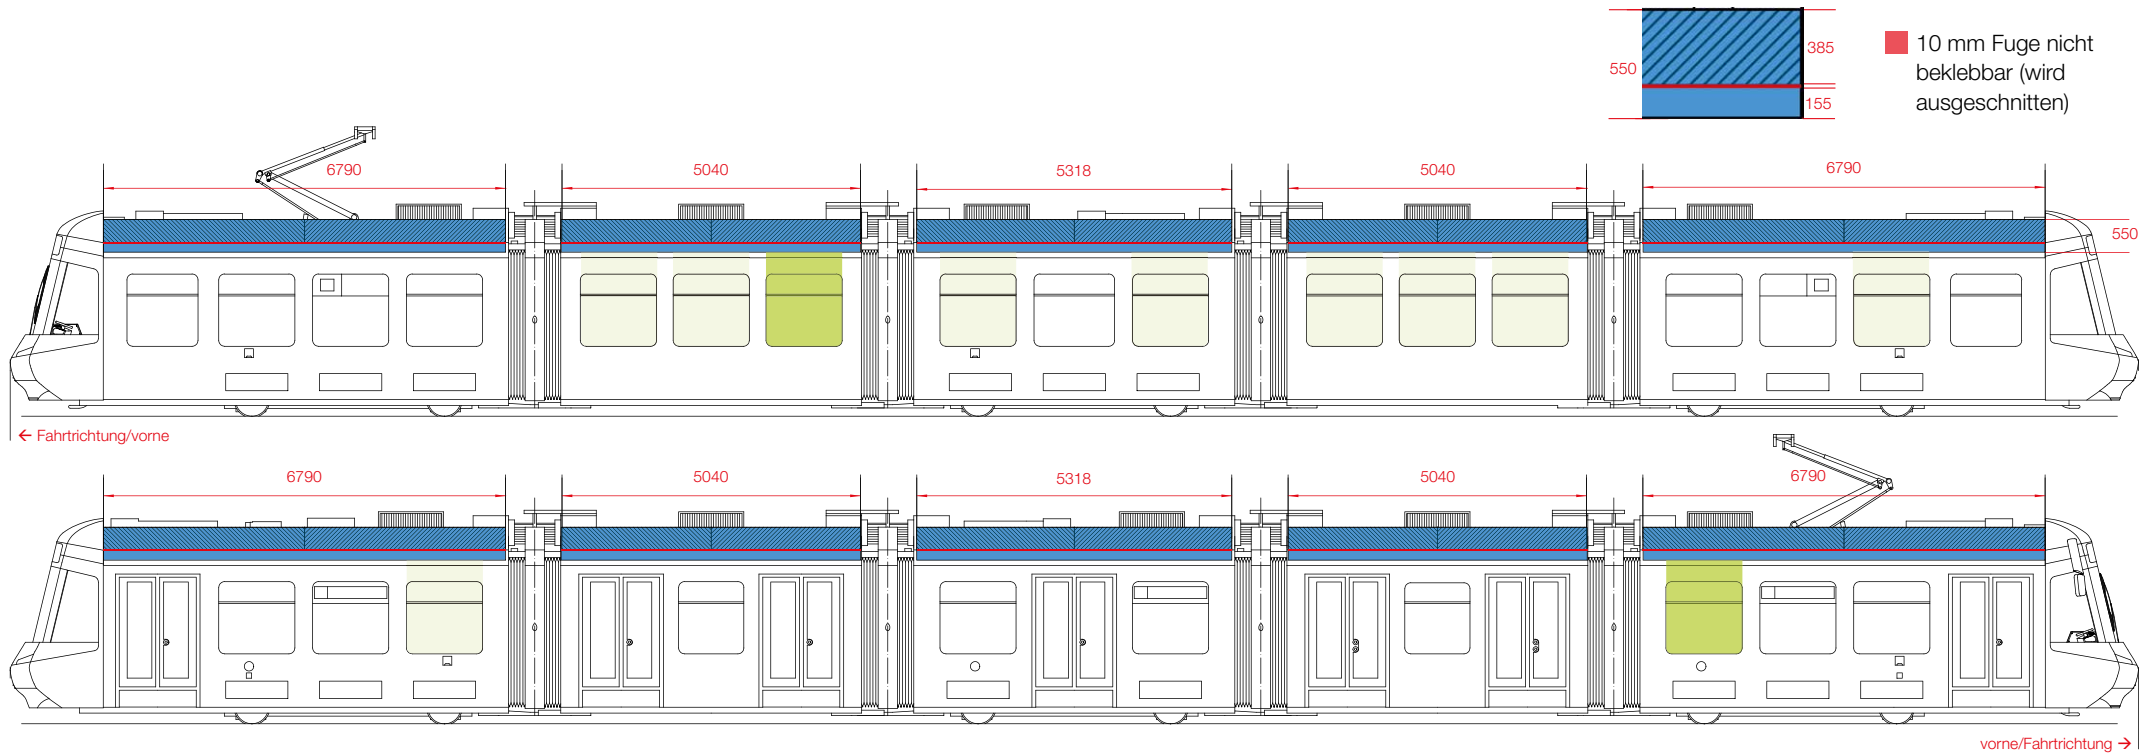 385
550
155
10 mm Fuge nicht
beklebbar (wird
ausgeschnitten)
6790
5040
5318
5040
6790
550
← Fahrtrichtung/vorne
6790
5040
5318
5040
6790
vorne/Fahrtrichtung →